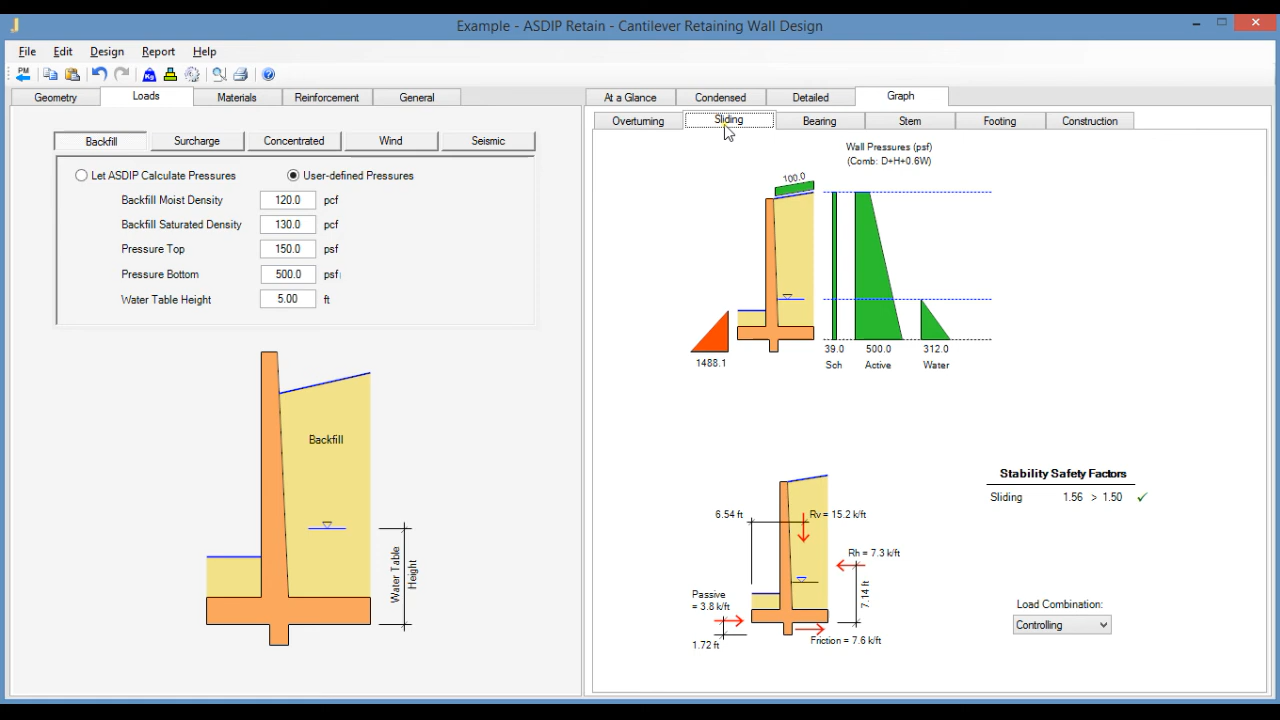 Example - ASDIP Retain - Cantilever Retaining Wall Design
File Edit Design Report Help
PM Kg
Geometry Loads Materials Reinforcement General
At a Glance Condensed Detailed Graph
Backfill Surcharge Concentrated Wind Seismic
Overturning Sliding Bearing Stem Footing Construction
Let ASDIP Calculate Pressures User-defined Pressures
Backfill Moist Density 120.0 pcf
Backfill Saturated Density 130.0 pcf
Pressure Top 150.0 psf
Pressure Bottom 500.0 psf
Water Table Height 5.00 ft
Backfill
Water Table
Height
Wall Pressures (psf)
(Comb: D+H+0.6W)
100.0
1488.1
39.0 500.0 312.0
Sch Active Water
Stability Safety Factors
Sliding 1.56 > 1.50 ✓
6.54 ft
Rv = 15.2 k/ft
Rh = 7.3 k/ft
7.14 ft
Passive
= 3.8 k/ft
1.72 ft
Friction = 7.6 k/ft
Load Combination:
Controlling